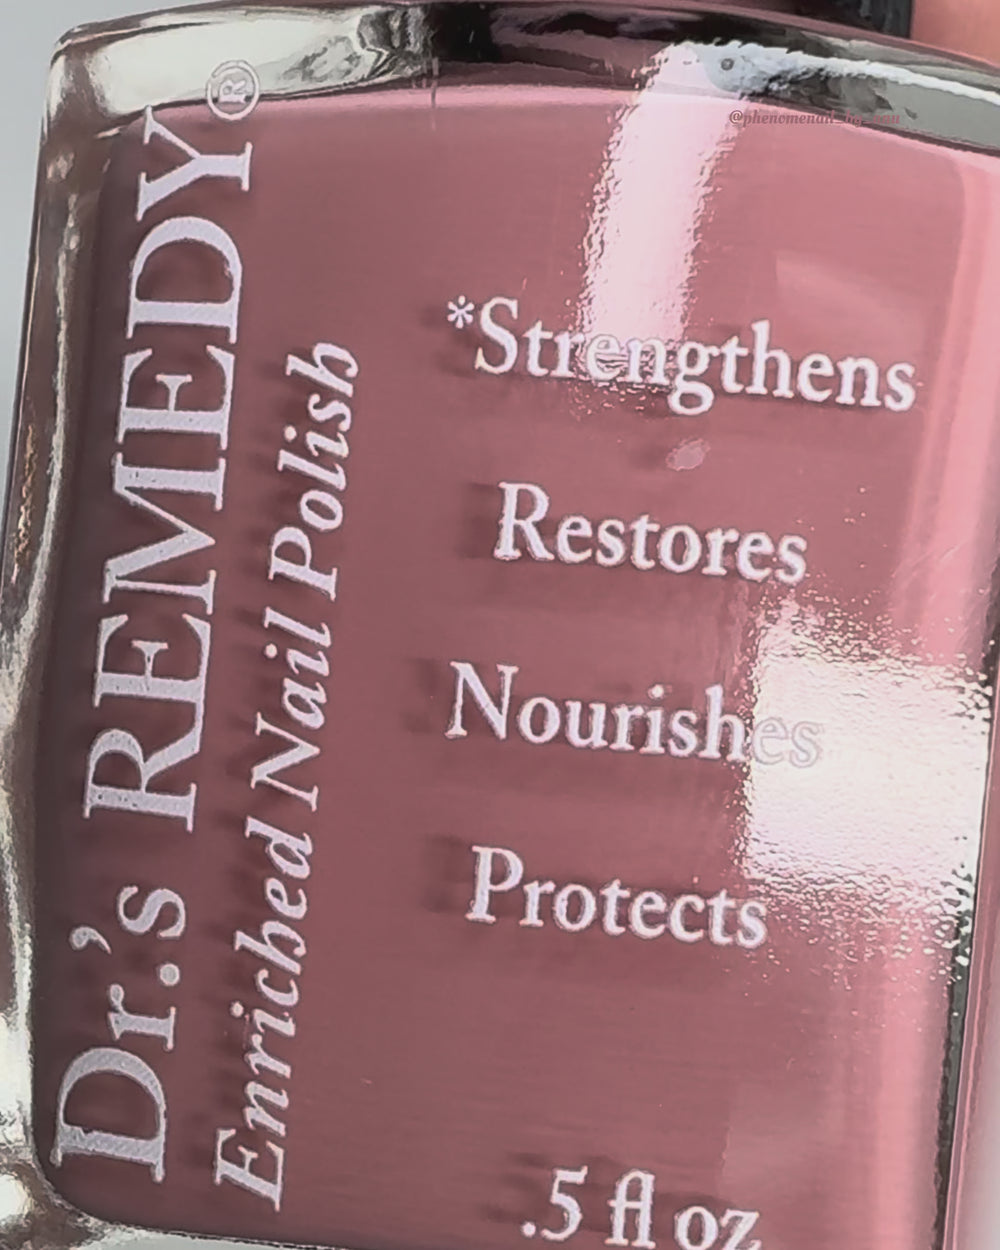 Dr.'s REMEDY®
Enriched Nail Polish
*Strengthens
Restores
Nourishes
Protects
.5 fl oz